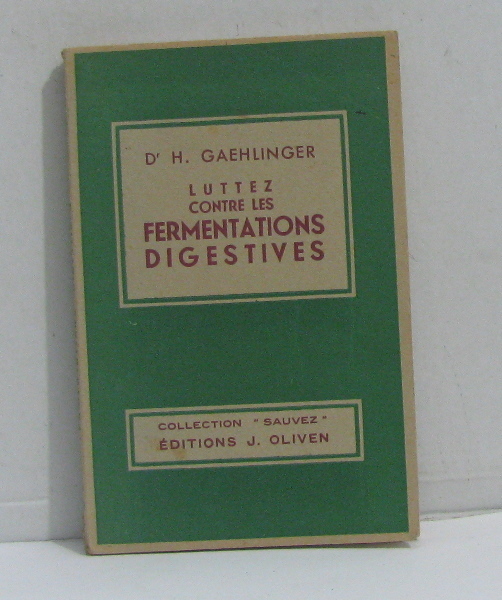 Dr H. GAEHLINGER
LUTTEZ
CONTRE LES
FERMENTATIONS
DIGESTIVES
COLLECTION "SAUVEZ"
ÉDITIONS J. OLIVEN